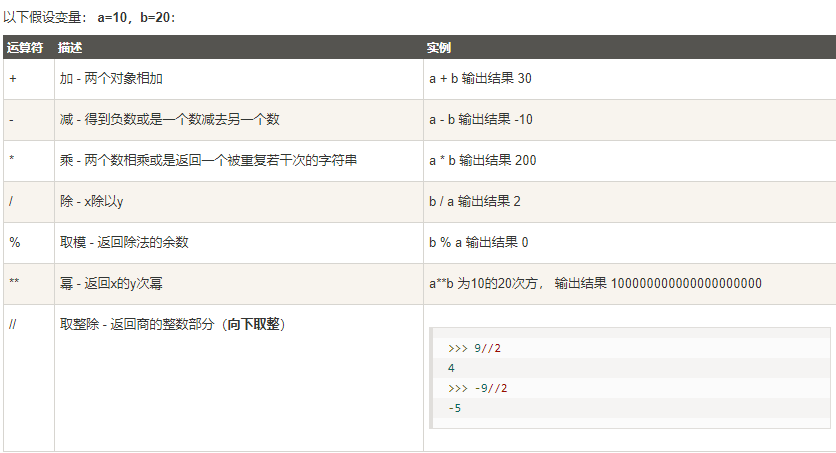 以下假设变量： a=10，b=20：
运算符 描述 实例
+ 加 - 两个对象相加 a + b 输出结果 30
- 减 - 得到负数或是一个数减去另一个数 a - b 输出结果 -10
* 乘 - 两个数相乘或是返回一个被重复若干次的字符串 a * b 输出结果 200
/ 除 - x除以y b / a 输出结果 2
% 取模 - 返回除法的余数 b % a 输出结果 0
** 幂 - 返回x的y次幂 a**b 为10的20次方， 输出结果 100000000000000000000
// 取整除 - 返回商的整数部分（向下取整）
>>> 9//2
4
>>> -9//2
-5